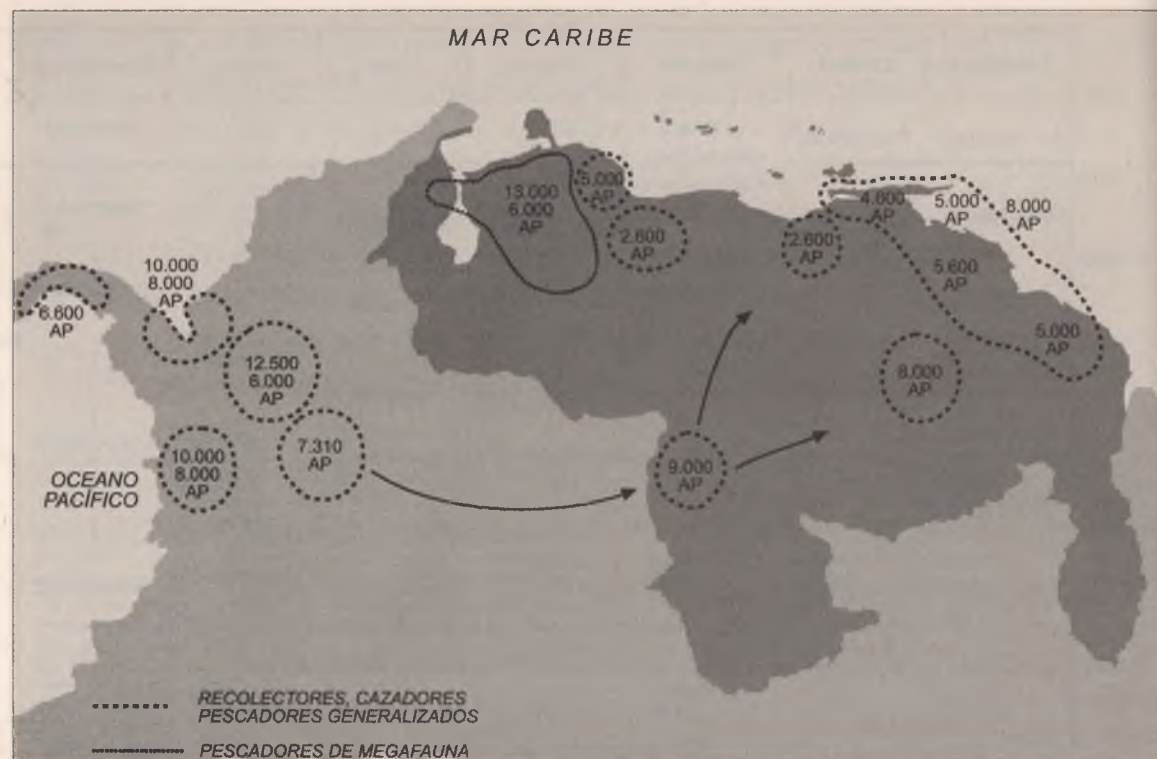 MAR CARIBE
13.000
6.000
AP
5.000
AP
2.600
AP
2.600
AP
4.600
AP
5.000
AP
8.000
AP
5.600
AP
5.000
AP
8.000
AP
10.000
8.000
AP
6.600
AP
12.500
6.000
AP
7.310
AP
10.000
8.000
AP
9.000
AP
OCEANO
PACÍFICO
RECOLECTORES, CAZADORES
PESCADORES GENERALIZADOS
PESCADORES DE MEGAFAUNA